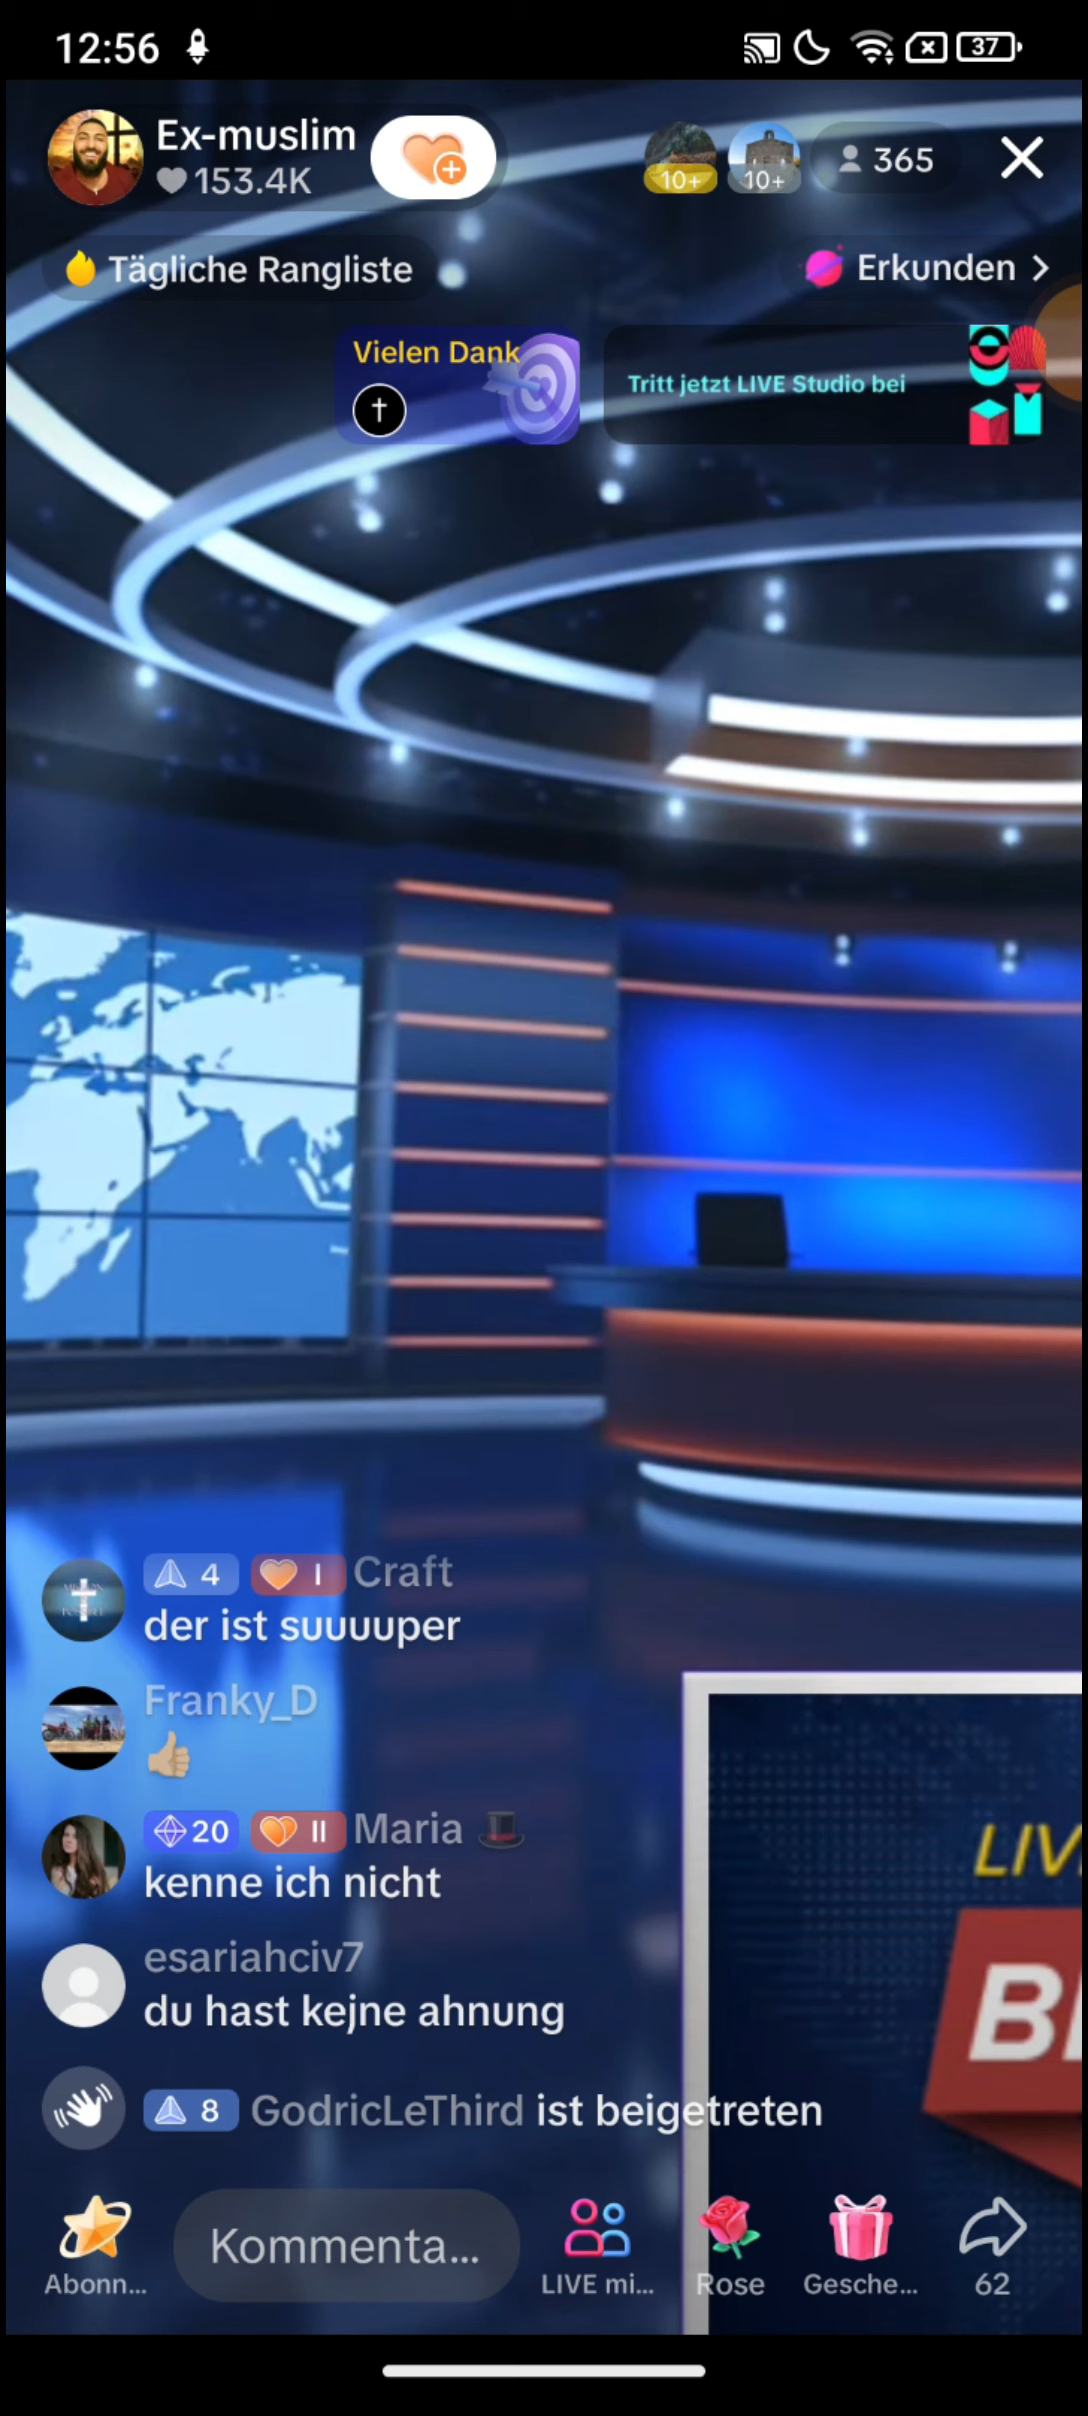 12:56
37
Ex-muslim
153.4K
10+
10+
365
Tägliche Rangliste
Erkunden >
Vielen Dank
Tritt jetzt LIVE Studio bei
4 I Craft
der ist suuuuper
Franky_D
20 II Maria
kenne ich nicht
esariahciv7
du hast kejne ahnung
8 GodricLeThird ist beigetreten
LIV
B
Kommenta...
Abonn...
LIVE mi...
Rose
Gesche...
62